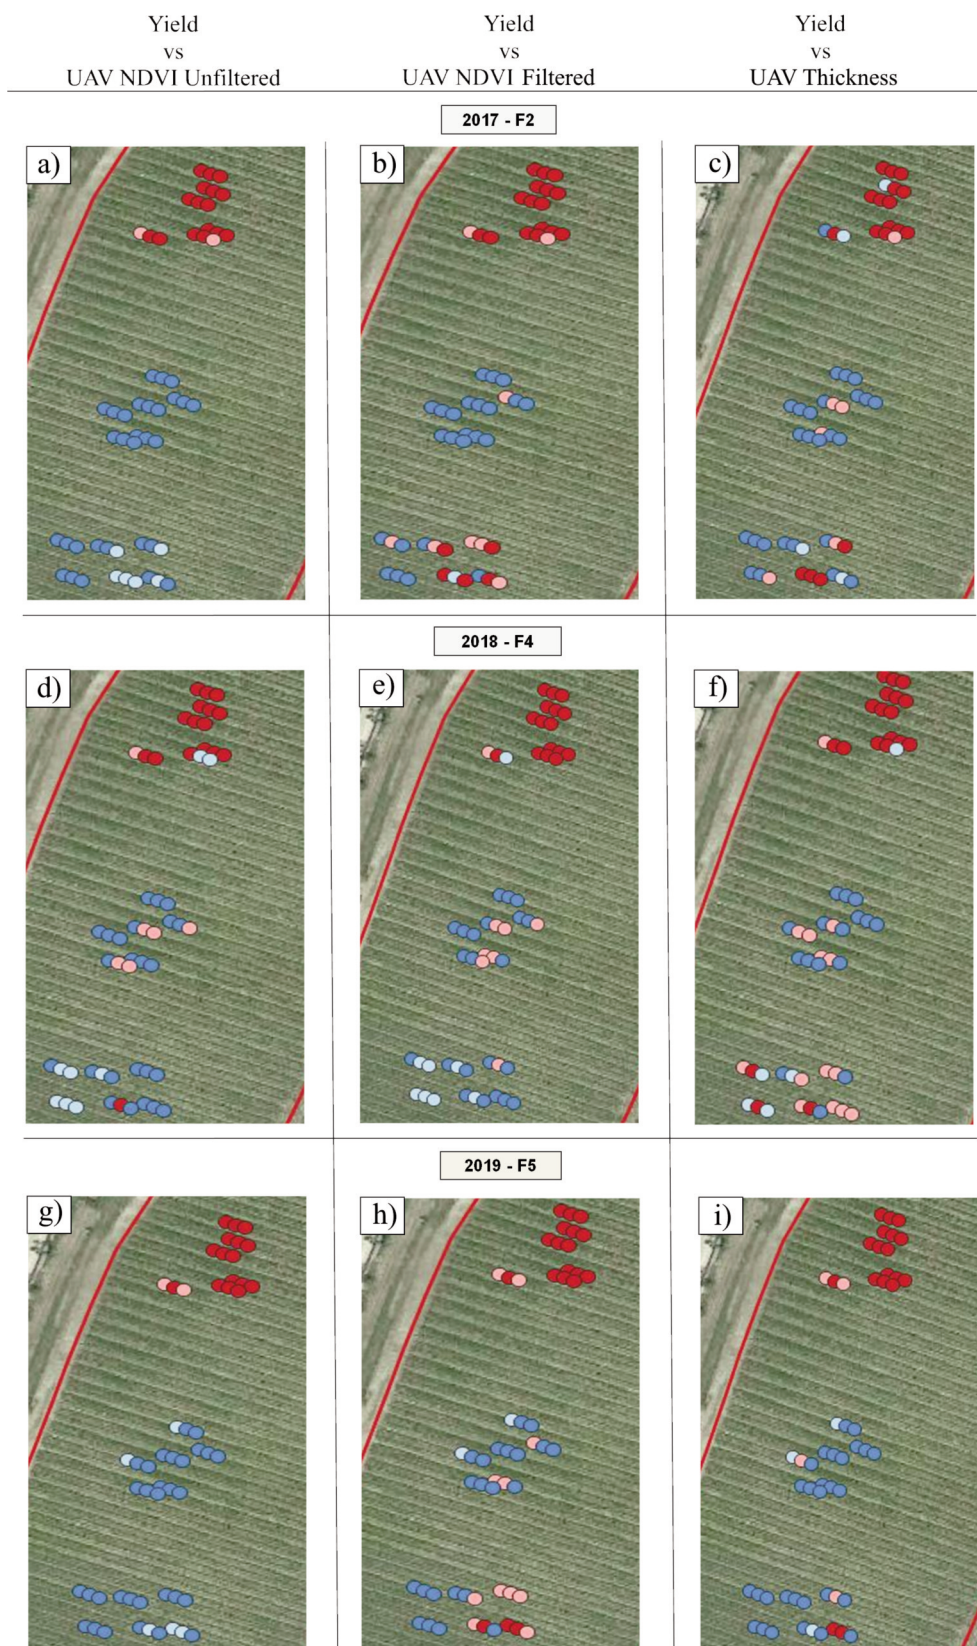 Yield
vs
UAV NDVI Unfiltered
Yield
vs
UAV NDVI Filtered
Yield
vs
UAV Thickness
2017 - F2
a)
b)
c)
2018 - F4
d)
e)
f)
2019 - F5
g)
h)
i)